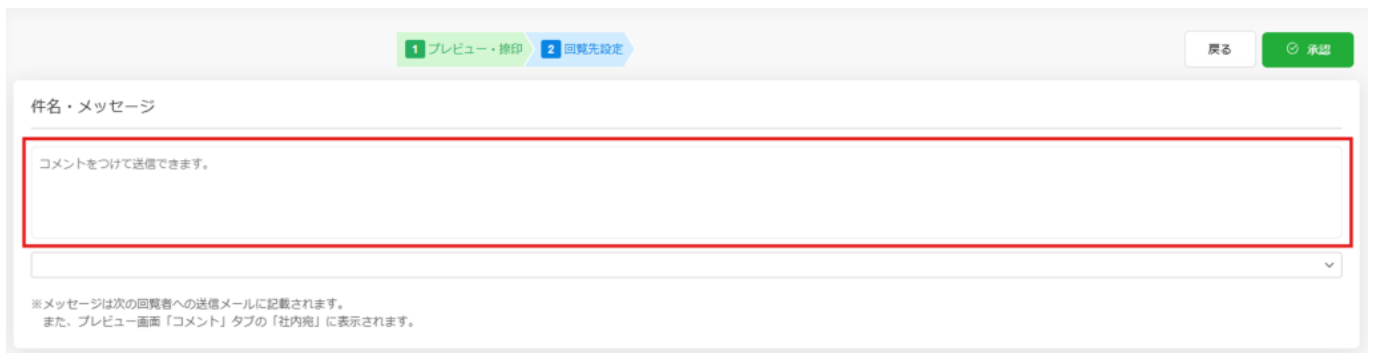 1 プレビュー・捺印 2 回覧先設定 戻る 承認
件名・メッセージ
コメントをつけて送信できます。
※メッセージは次の回覧者への送信メールに記載されます。
また、プレビュー画面「コメント」タブの「社内宛」に表示されます。